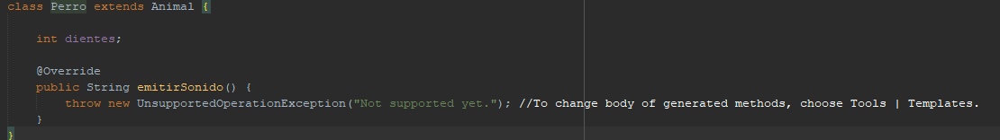 class Perro extends Animal {
int dientes;
@Override
public String emitirSonido() {
throw new UnsupportedOperationException("Not supported yet."); //To change body of generated methods, choose Tools | Templates.
}
}